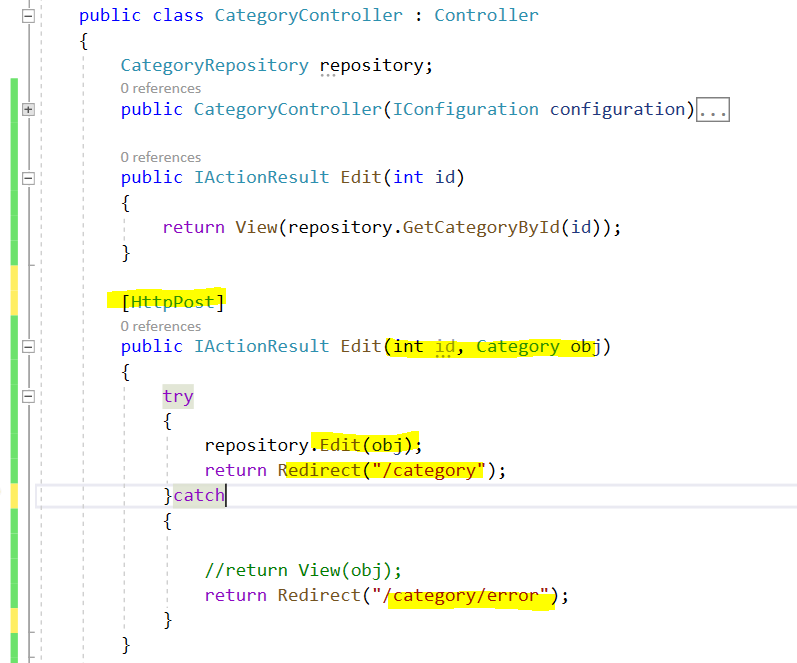 public class CategoryController : Controller
{
CategoryRepository repository;
0 references
public CategoryController(IConfiguration configuration)...
0 references
public IActionResult Edit(int id)
{
return View(repository.GetCategoryById(id));
}
[HttpPost]
0 references
public IActionResult Edit(int id, Category obj)
{
try
{
repository.Edit(obj);
return Redirect("/category");
}catch
{
//return View(obj);
return Redirect("/category/error");
}
}